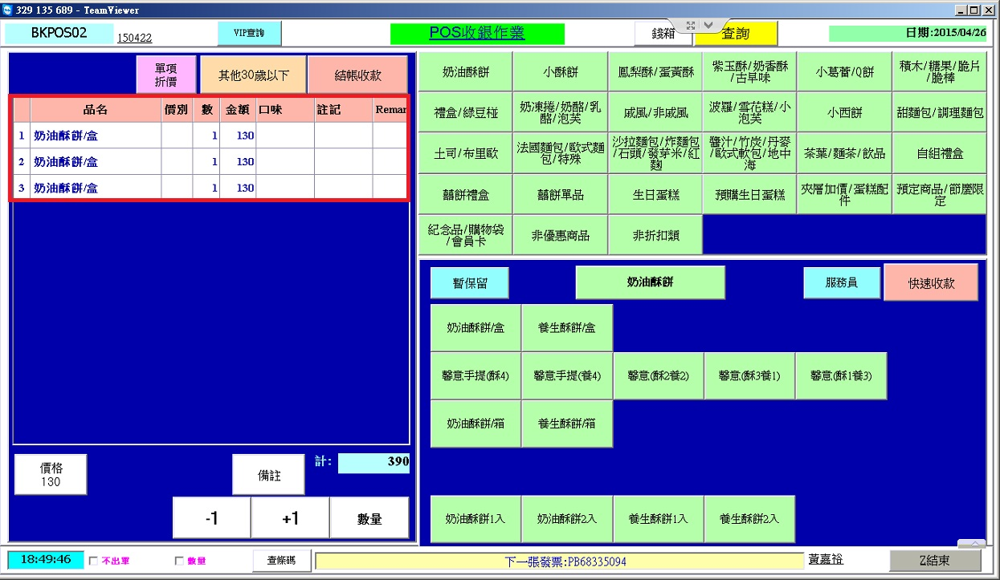 329 135 689 - TeamViewer
BKPOS02
150422
VIP查詢
POS收銀作業
錢箱
查詢
日期:2015/04/26
單項
折價
其他30歲以下
結帳收款
品名 價別 數 金額 口味 註記 Remar
1 奶油酥餅/盒 1 130
2 奶油酥餅/盒 1 130
3 奶油酥餅/盒 1 130
價格
130
備註
計:
390
-1
+1
數量
奶油酥餅
小酥餅
鳳梨酥/蛋黃酥
紫玉酥/奶香酥
/古早味
小葛蕃/Q餅
積木/糖果/脆片
/脆棒
禮盒/綠豆椪
奶凍捲/奶酪/乳
酪/泡芙
戚風/非戚風
波羅/雪花糕/小
泡芙
小西餅
甜麵包/調理麵包
土司/布里歐
法國麵包/歐式麵
包/特殊
沙拉麵包/炸麵包
/石頭/發芽米/紅
麴
醬汁/竹炭/丹麥
/歐式軟包/地中
海
茶葉/麵茶/飲品
自組禮盒
囍餅禮盒
囍餅單品
生日蛋糕
預購生日蛋糕
夾層加價/蛋糕配
件
預定商品/節慶限
定
紀念品/購物袋
/會員卡
非優惠商品
非折扣類
暫保留
奶油酥餅
服務員
快速收款
奶油酥餅/盒
養生酥餅/盒
馨意手提(酥4)
馨意手提(養4)
馨意(酥2養2)
馨意(酥3養1)
馨意(酥1養3)
奶油酥餅/箱
養生酥餅/箱
奶油酥餅1入
奶油酥餅2入
養生酥餅1入
養生酥餅2入
18:49:46
不出單
數量
查條碼
下一張發票:PB68335094
黃嘉裕
Z結束